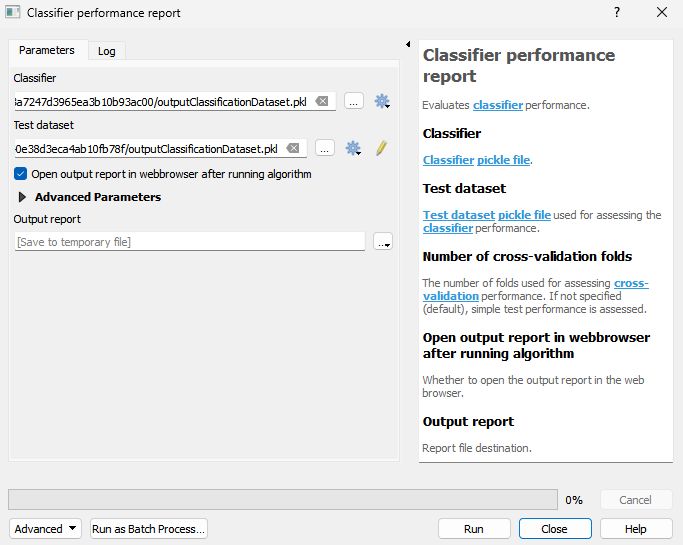 Classifier performance report
?
Parameters
Log
Classifier
8a7247d3965ea3b10b93ac00/outputClassificationDataset.pkl
...
Test dataset
0e38d3eca4ab10fb78f/outputClassificationDataset.pkl
...
Open output report in webbrowser after running algorithm
Advanced Parameters
Output report
[Save to temporary file]
...
Classifier performance
report
Evaluates classifier performance.
Classifier
Classifier pickle file.
Test dataset
Test dataset pickle file used for assessing the
classifier performance.
Number of cross-validation folds
The number of folds used for assessing cross-
validation performance. If not specified
(default), simple test performance is assessed.
Open output report in webbrowser
after running algorithm
Whether to open the output report in the web
browser.
Output report
Report file destination.
0%
Cancel
Advanced
Run as Batch Process...
Run
Close
Help